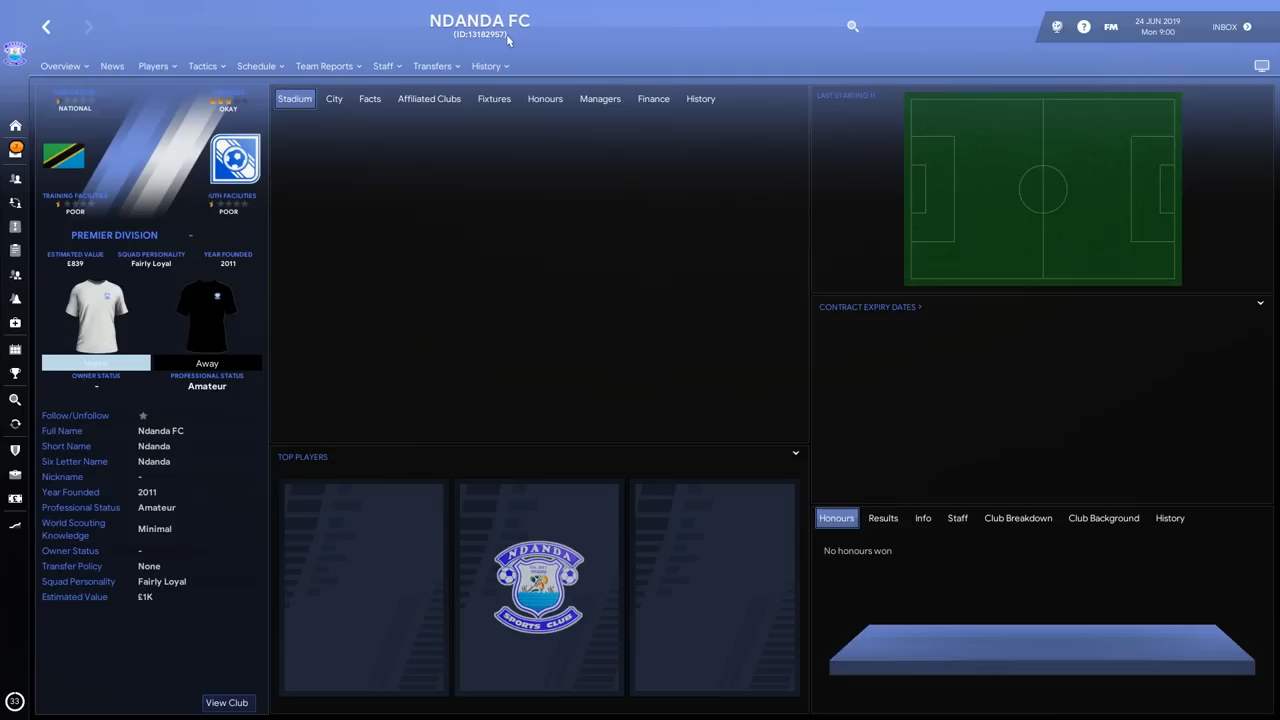 NDANDA FC
(ID:13182957)
24 JUN 2019
Mon 9:00
FM
INBOX
Overview
News
Players
Tactics
Schedule
Team Reports
Staff
Transfers
History
NATIONAL
OKAY
TRAINING FACILITIES
POOR
POOR
PREMIER DIVISION -
ESTIMATED VALUE
£839
SQUAD PERSONALITY
Fairly Loyal
YEAR FOUNDED
2011
Away
OWNER STATUS
-
PROFESSIONAL STATUS
Amateur
Follow/Unfollow
Full Name Ndanda FC
Short Name Ndanda
Six Letter Name Ndanda
Nickname -
Year Founded 2011
Professional Status Amateur
World Scouting Knowledge Minimal
Owner Status -
Transfer Policy None
Squad Personality Fairly Loyal
Estimated Value £1K
View Club
33
7
Stadium
City
Facts
Affiliated Clubs
Fixtures
Honours
Managers
Finance
History
TOP PLAYERS
NDANDA
SPORTS CLUB
LAST STARTING 11
CONTRACT EXPIRY DATES >
Honours
Results
Info
Staff
Club Breakdown
Club Background
History
No honours won